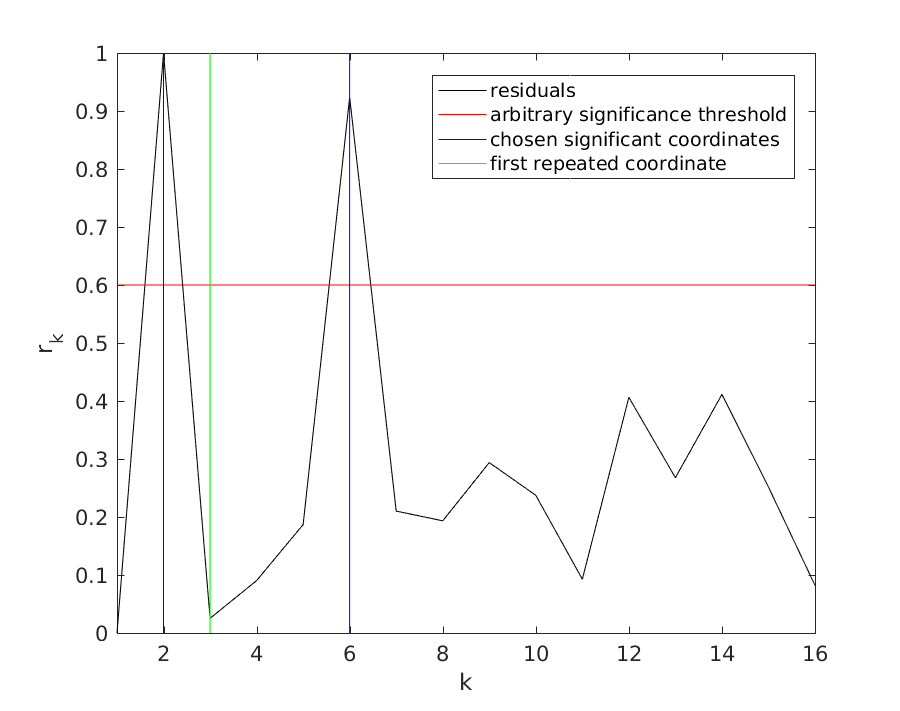 1
0.9
0.8
0.7
0.6
0.5
0.4
0.3
0.2
0.1
0
r_k
residuals
arbitrary significance threshold
chosen significant coordinates
first repeated coordinate
2 4 6 8 10 12 14 16
k